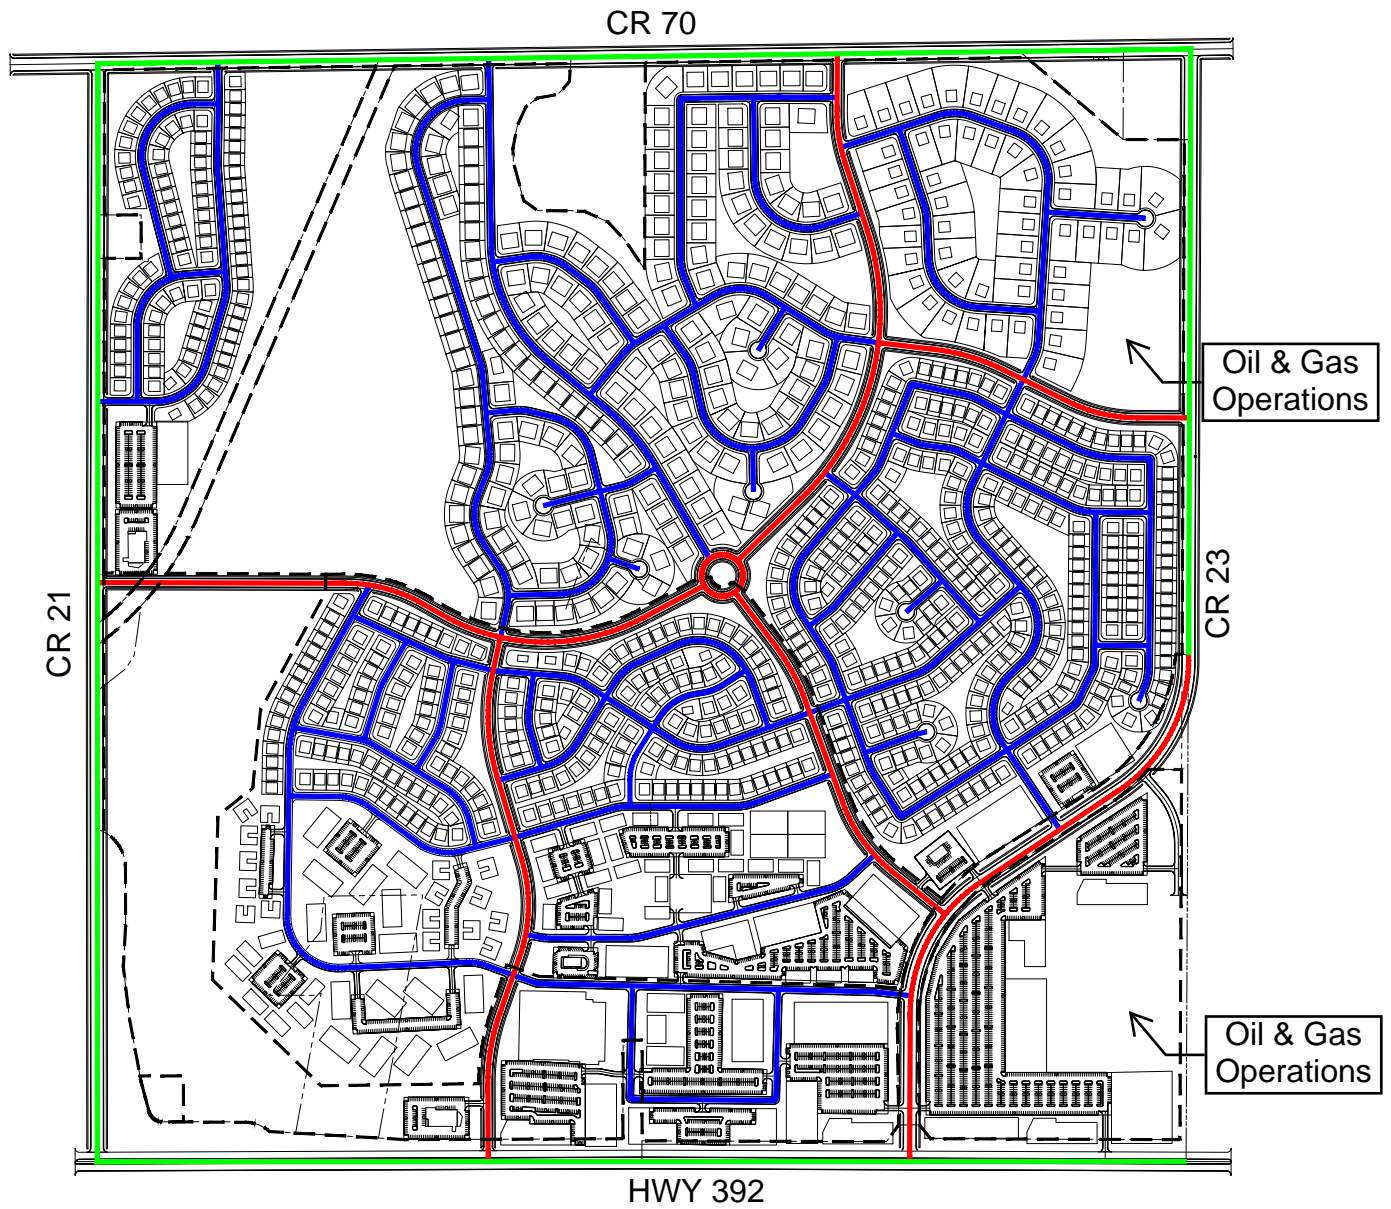 CR 70
Oil & Gas
Operations
CR 21
CR 23
Oil & Gas
Operations
HWY 392